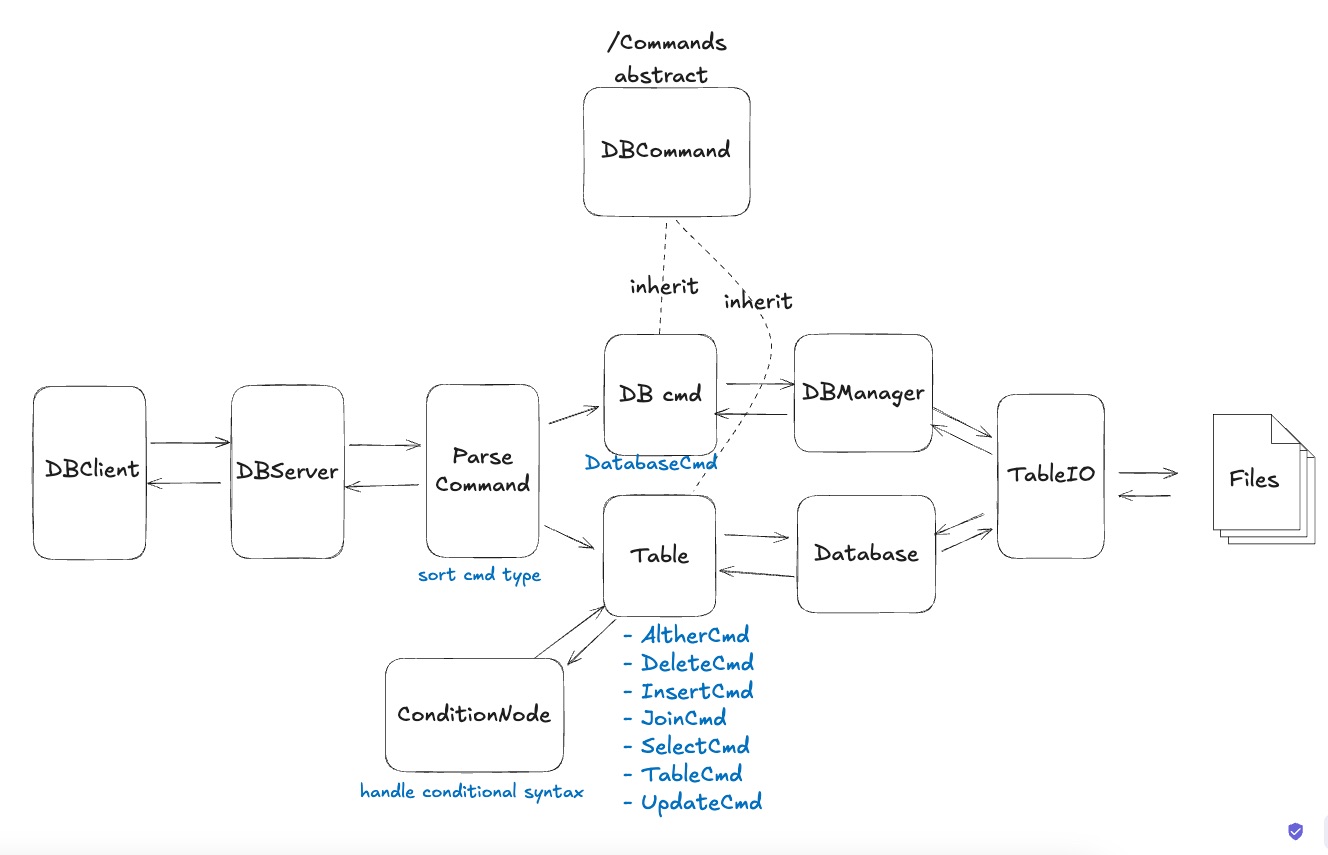 /Commands
abstract
DBCommand
inherit
inherit
DB cmd
DatabaseCmd
DBManager
DBClient
DBServer
Parse
Command
sort cmd type
TableIO
Files
Table
Database
- AltherCmd
- DeleteCmd
- InsertCmd
- JoinCmd
- SelectCmd
- TableCmd
- UpdateCmd
ConditionNode
handle conditional syntax